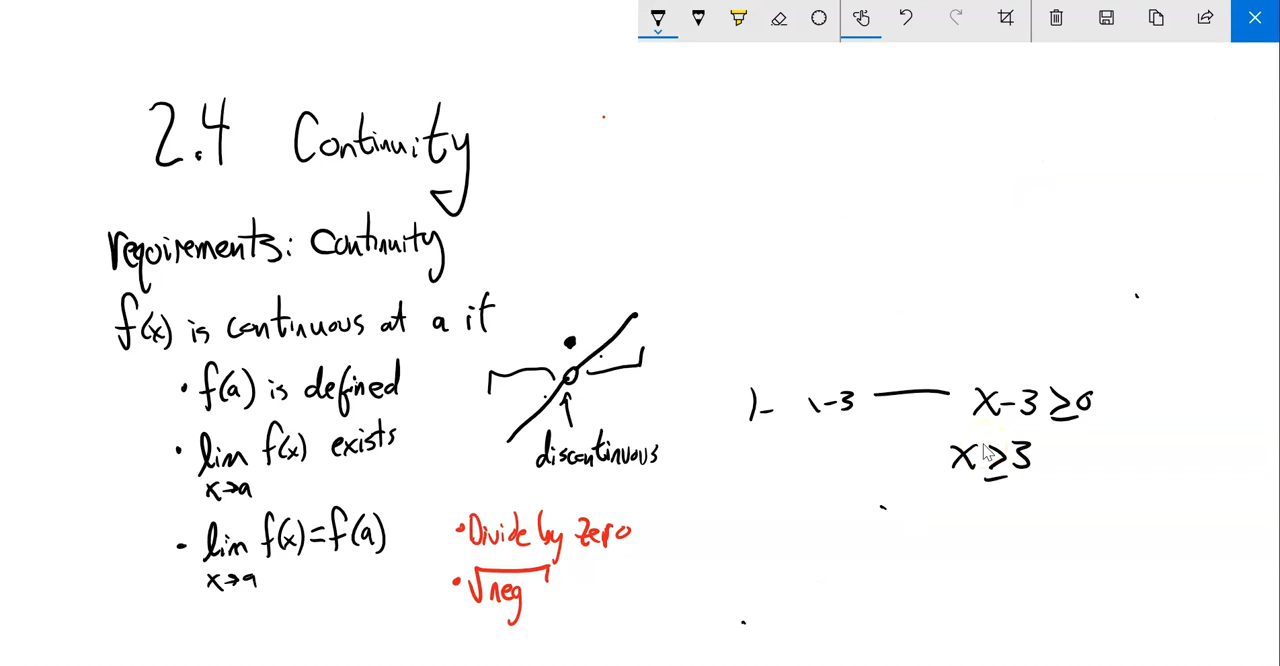 2.4 Continuity
requirements: Continuity
f(x) is continuous at a if
• f(a) is defined
• lim f(x) exists
x→a
• lim f(x)=f(a)
x→a
discontinuous
• Divide by zero
• √neg
-3
x-3≥0
x≥3